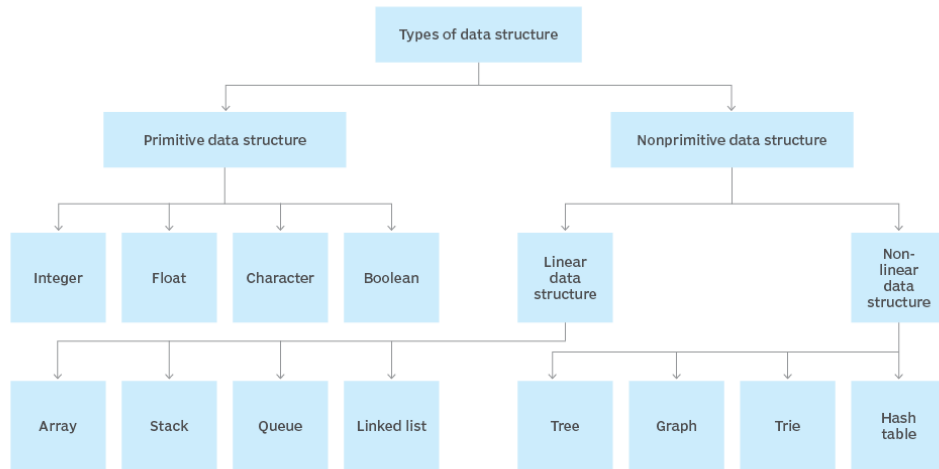 Types of data structure
Primitive data structure
Nonprimitive data structure
Integer
Float
Character
Boolean
Linear
data
structure
Non-
linear
data
structure
Array
Stack
Queue
Linked list
Tree
Graph
Trie
Hash
table